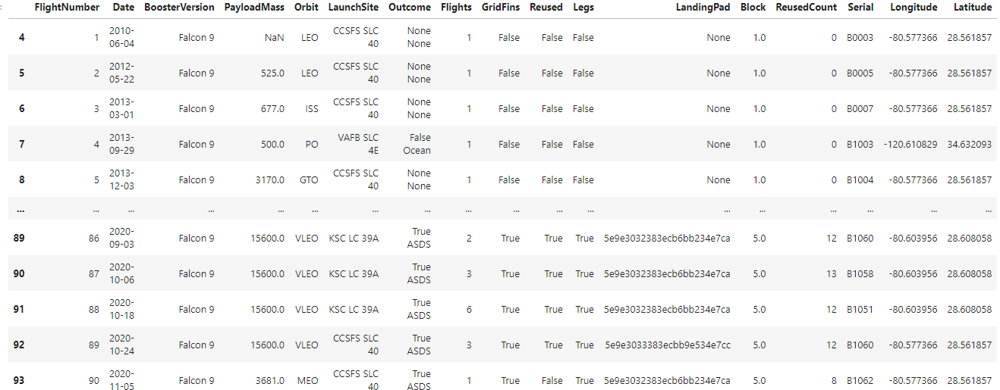 FlightNumber Date BoosterVersion PayloadMass Orbit LaunchSite Outcome Flights GridFins Reused Legs LandingPad Block ReusedCount Serial Longitude Latitude
4 1 2010-06-04 Falcon 9 NaN LEO CCSFS SLC 40 None None 1 False False False None 1.0 0 B0003 -80.577366 28.561857
5 2 2012-05-22 Falcon 9 525.0 LEO CCSFS SLC 40 None None 1 False False False None 1.0 0 B0005 -80.577366 28.561857
6 3 2013-03-01 Falcon 9 677.0 ISS CCSFS SLC 40 None None 1 False False False None 1.0 0 B0007 -80.577366 28.561857
7 4 2013-09-29 Falcon 9 500.0 PO VAFB SLC 4E False Ocean 1 False False False None 1.0 0 B1003 -120.610829 34.632093
8 5 2013-12-03 Falcon 9 3170.0 GTO CCSFS SLC 40 None None 1 False False False None 1.0 0 B1004 -80.577366 28.561857
... ... ... ... ... ... ... ... ... ... ... ... ... ... ... ... ... ...
89 86 2020-09-03 Falcon 9 15600.0 VLEO KSC LC 39A True ASDS 2 True True True 5e9e3032383ecb6bb234e7ca 5.0 12 B1060 -80.603956 28.608058
90 87 2020-10-06 Falcon 9 15600.0 VLEO KSC LC 39A True ASDS 3 True True True 5e9e3032383ecb6bb234e7ca 5.0 13 B1058 -80.603956 28.608058
91 88 2020-10-18 Falcon 9 15600.0 VLEO KSC LC 39A True ASDS 6 True True True 5e9e3032383ecb6bb234e7ca 5.0 12 B1051 -80.603956 28.608058
92 89 2020-10-24 Falcon 9 15600.0 VLEO CCSFS SLC 40 True ASDS 3 True True True 5e9e3033383ecbb9e534e7cc 5.0 12 B1060 -80.577366 28.561857
93 90 2020-11-05 Falcon 9 3681.0 MEO CCSFS SLC 40 True ASDS 1 True False True 5e9e3032383ecb6bb234e7ca 5.0 8 B1062 -80.577366 28.561857